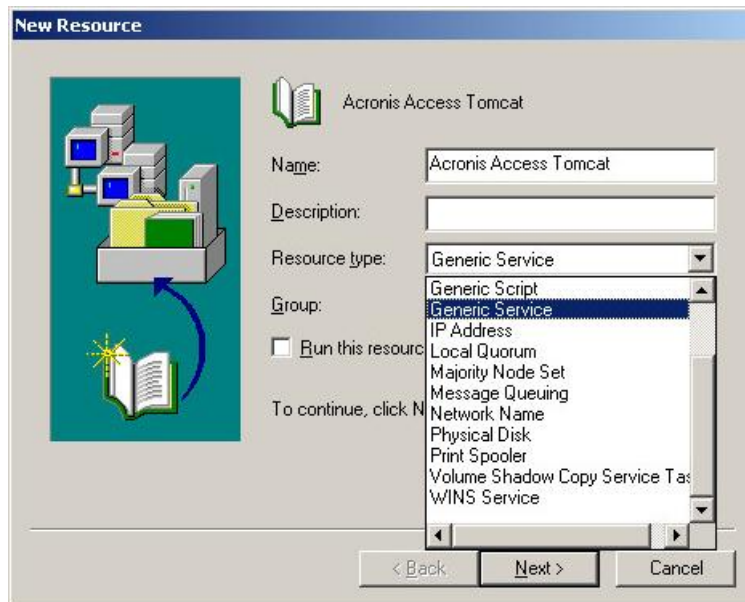 New Resource
Acronis Access Tomcat
Name:
Acronis Access Tomcat
Description:
Resource type:
Generic Service
Generic Script
Group:
Generic Service
IP Address
Run this resourc
Local Quorum
Majority Node Set
Message Queuing
To continue, click N
Network Name
Physical Disk
Print Spooler
Volume Shadow Copy Service Tas
WINS Service
< Back
Next >
Cancel